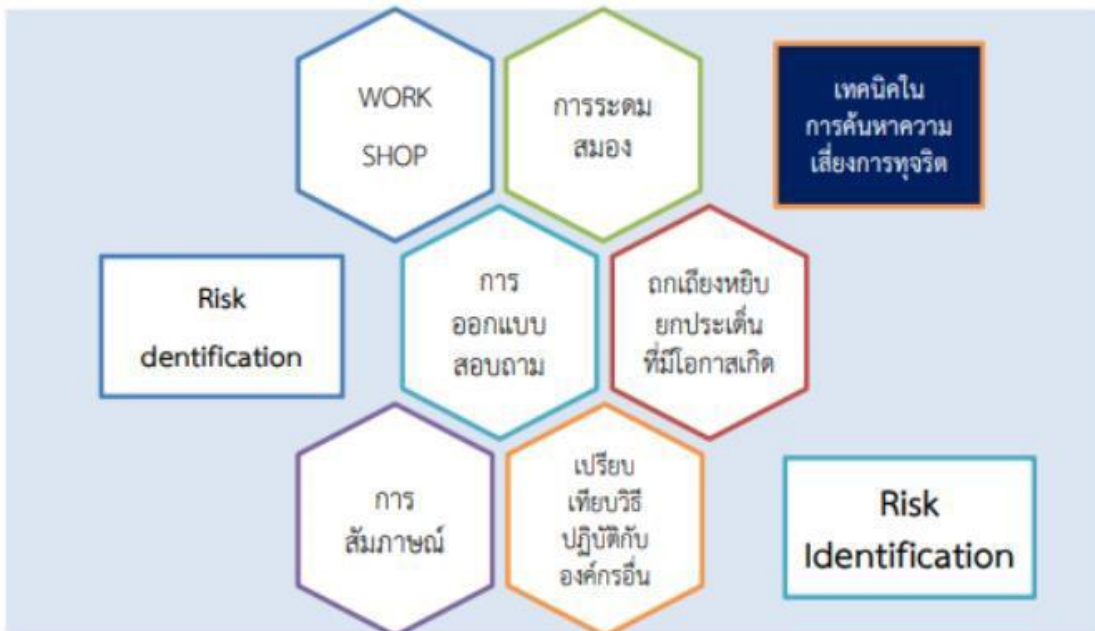 WORK
SHOP
การระดม
สมอง
เทคนิคใน
การค้นหาความ
เสี่ยงการทุจริต
Risk
dentification
การ
ออกแบบ
สอบถาม
ถกเถียงหยิบ
ยกประเด็น
ที่มีโอกาสเกิด
การ
สัมภาษณ์
เปรียบ
เทียบวิธี
ปฏิบัติกับ
องค์กรอื่น
Risk
Identification